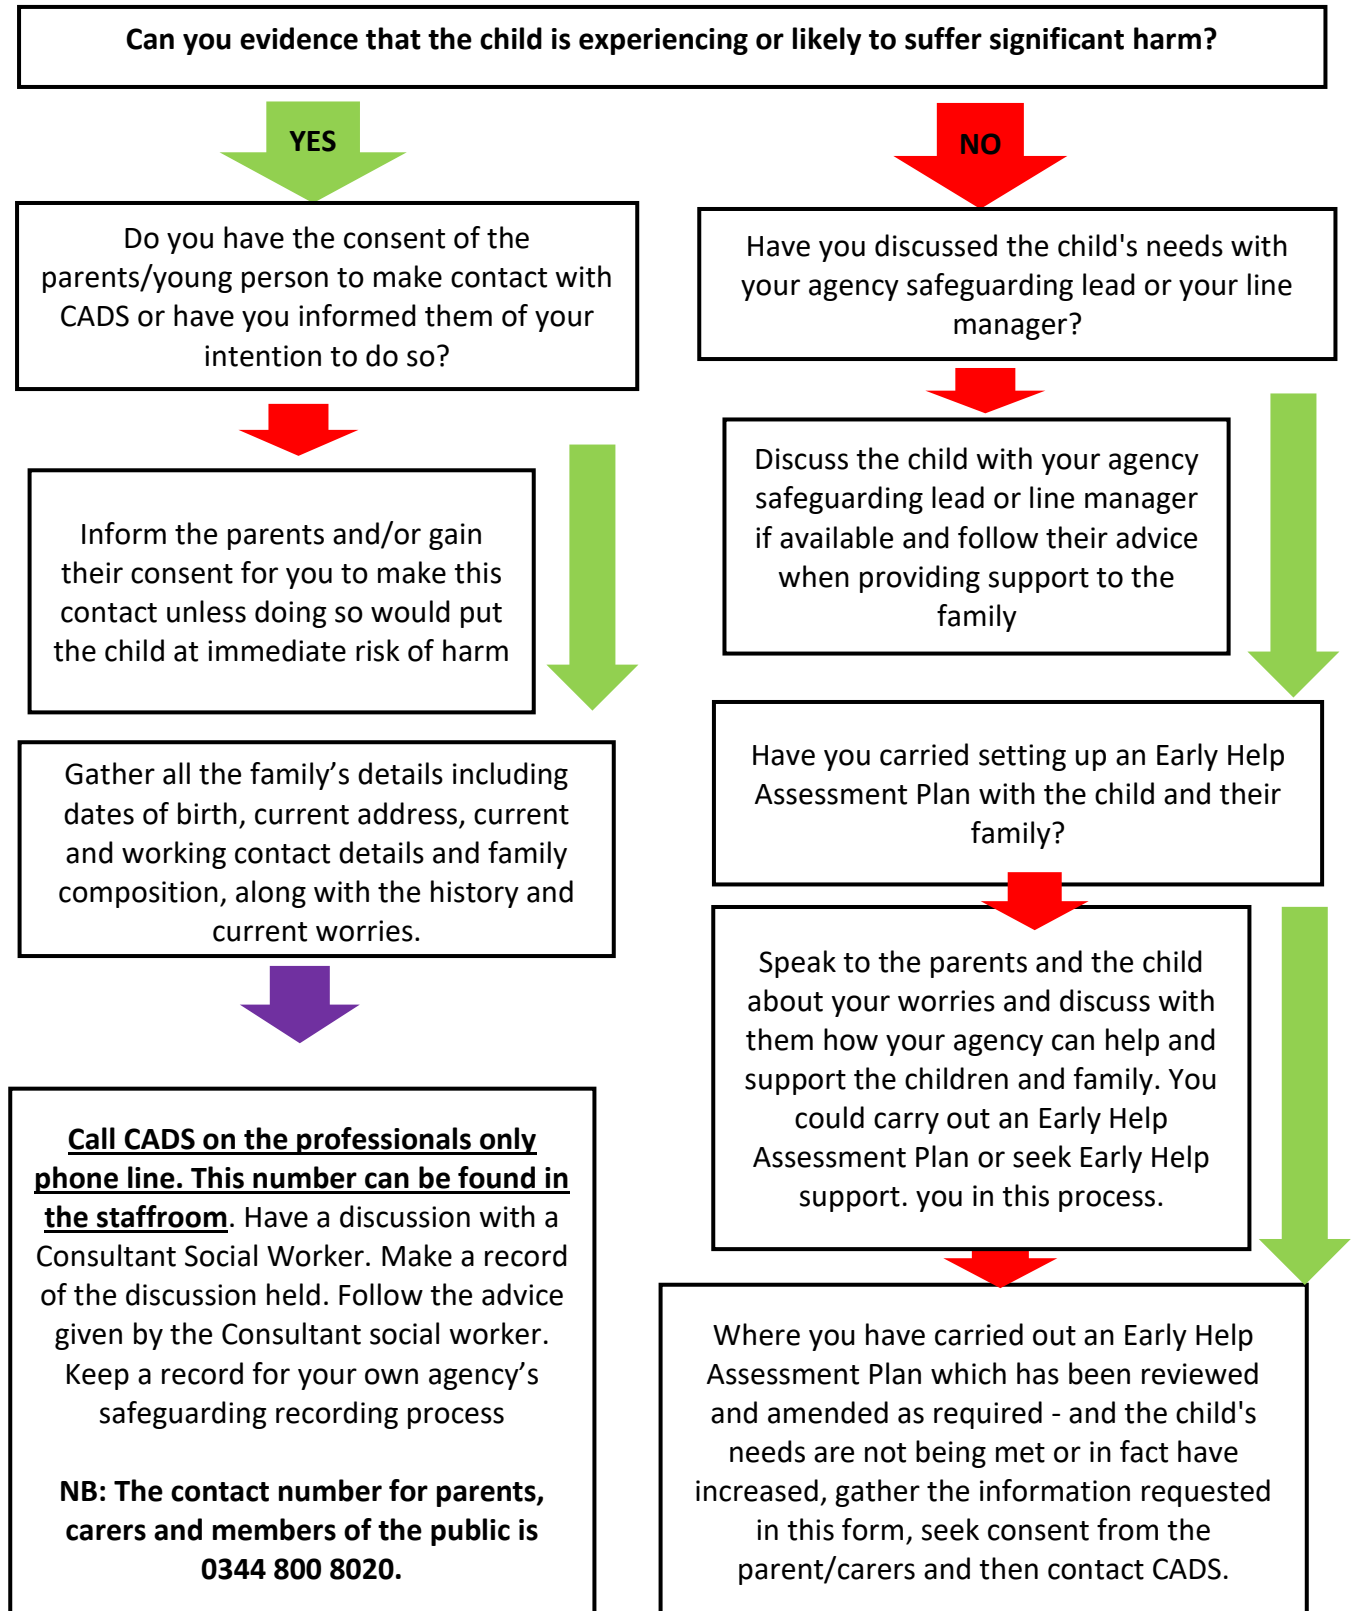 Can you evidence that the child is experiencing or likely to suffer significant harm?
YES
NO
Do you have the consent of the
parents/young person to make contact with
CADS or have you informed them of your
intention to do so?
Have you discussed the child's needs with
your agency safeguarding lead or your line
manager?
Inform the parents and/or gain
their consent for you to make this
contact unless doing so would put
the child at immediate risk of harm
Discuss the child with your agency
safeguarding lead or line manager
if available and follow their advice
when providing support to the
family
Gather all the family’s details including
dates of birth, current address, current
and working contact details and family
composition, along with the history and
current worries.
Have you carried setting up an Early Help
Assessment Plan with the child and their
family?
Speak to the parents and the child
about your worries and discuss with
them how your agency can help and
support the children and family. You
could carry out an Early Help
Assessment Plan or seek Early Help
support. you in this process.
Call CADS on the professionals only
phone line. This number can be found in
the staffroom. Have a discussion with a
Consultant Social Worker. Make a record
of the discussion held. Follow the advice
given by the Consultant social worker.
Keep a record for your own agency’s
safeguarding recording process
NB: The contact number for parents,
carers and members of the public is
0344 800 8020.
Where you have carried out an Early Help
Assessment Plan which has been reviewed
and amended as required - and the child's
needs are not being met or in fact have
increased, gather the information requested
in this form, seek consent from the
parent/carers and then contact CADS.